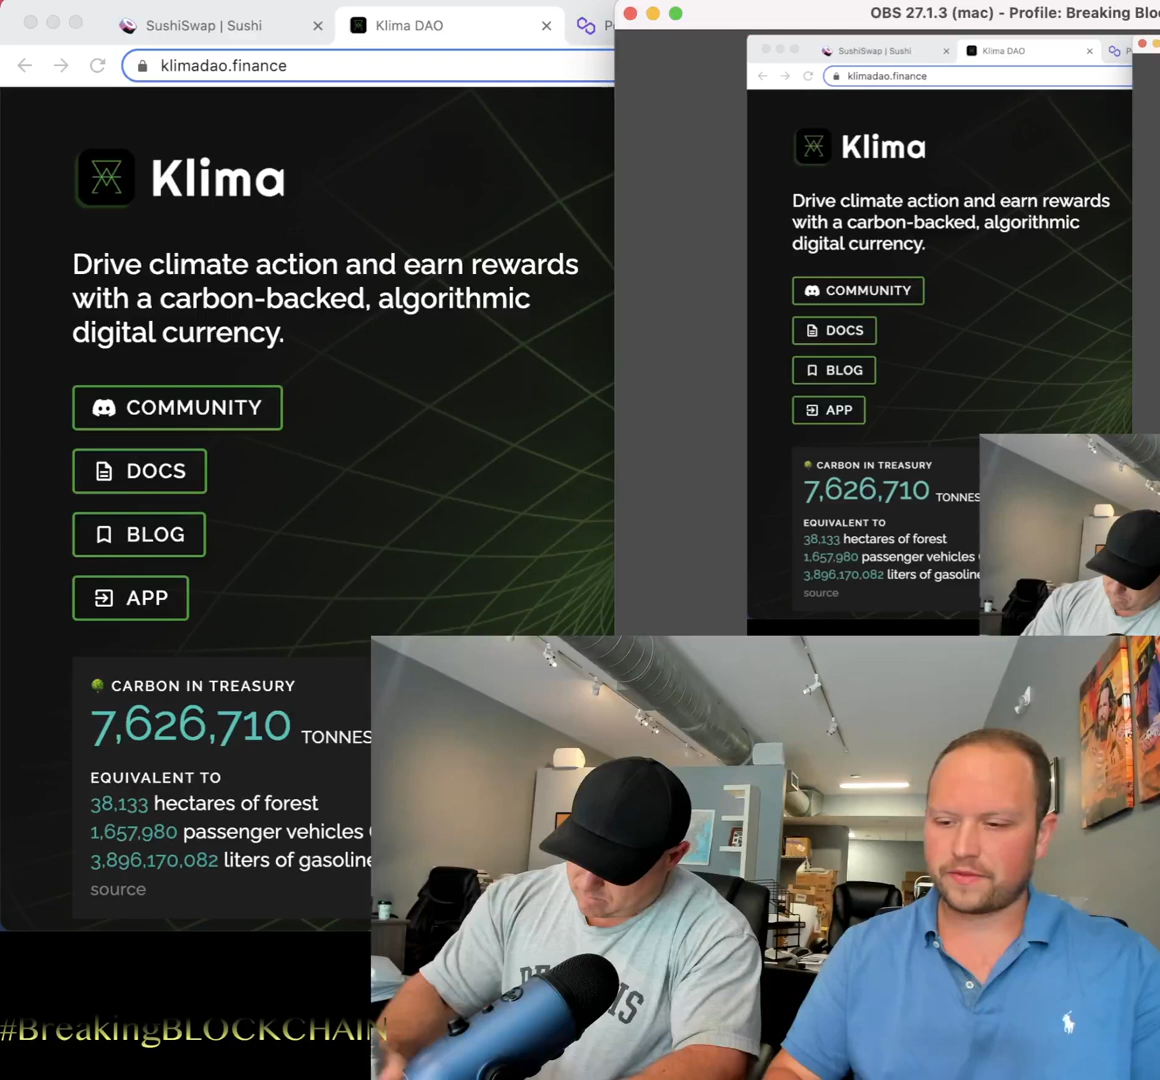 SushiSwap | Sushi
Klima DAO
klimadao.finance
Klima
Drive climate action and earn rewards
with a carbon-backed, algorithmic
digital currency.
COMMUNITY
DOCS
BLOG
APP
CARBON IN TREASURY
7,626,710 TONNES
EQUIVALENT TO
38,133 hectares of forest
1,657,980 passenger vehicles
3,896,170,082 liters of gasoline
source
#BreakingBLOCKCHAIN
OBS 27.1.3 (mac) - Profile: Breaking Blo
SushiSwap | Sushi
Klima DAO
klimadao.finance
Klima
Drive climate action and earn rewards
with a carbon-backed, algorithmic
digital currency.
COMMUNITY
DOCS
BLOG
APP
CARBON IN TREASURY
7,626,710 TONNES
EQUIVALENT TO
38,133 hectares of forest
1,657,980 passenger vehicles
3,896,170,082 liters of gasoline
source